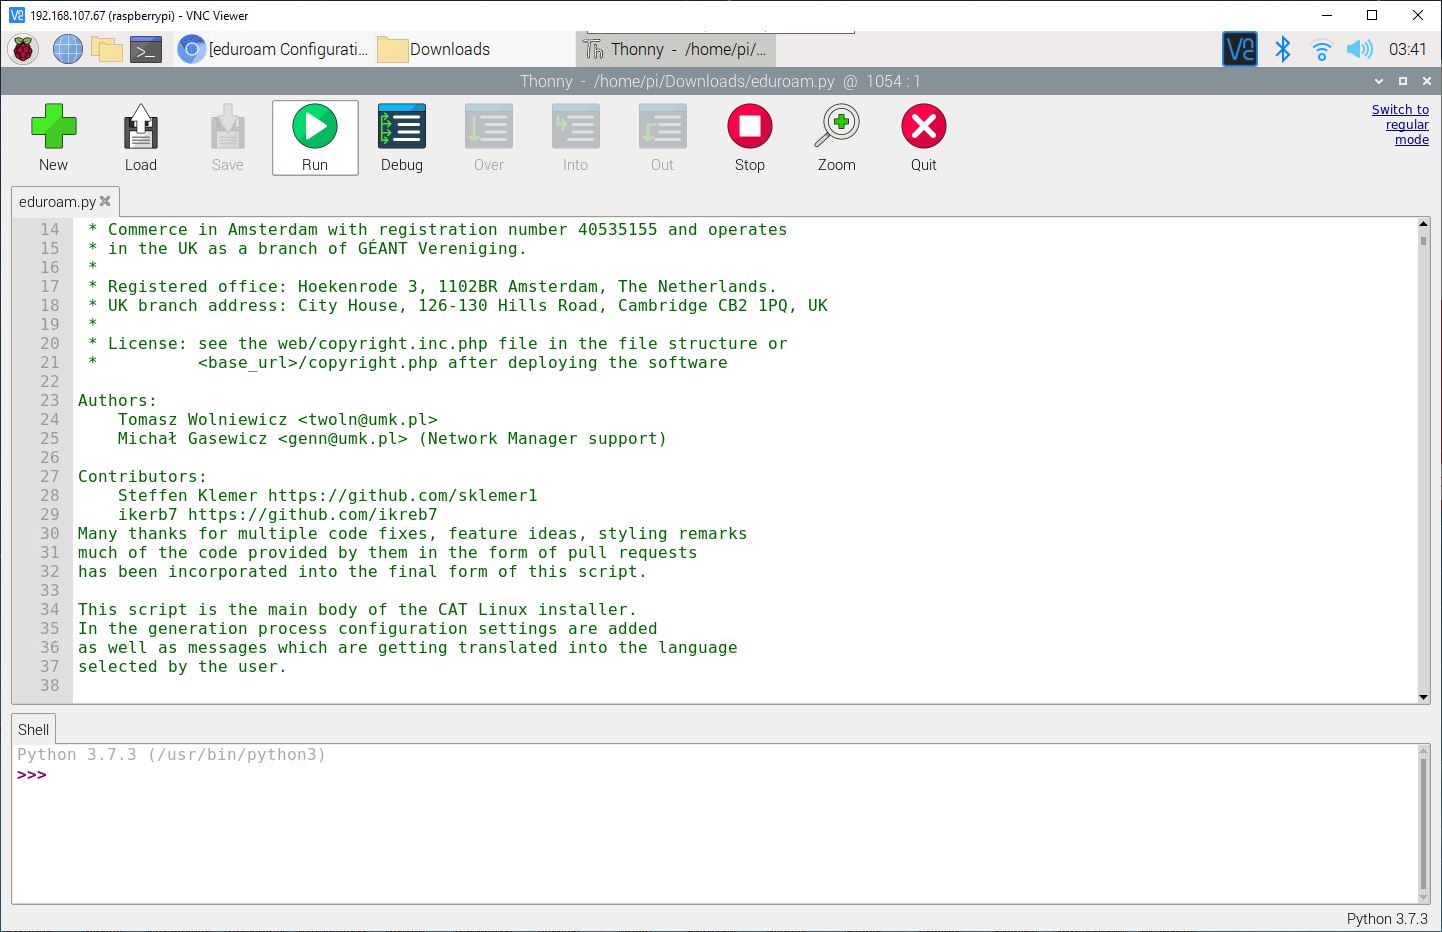 192.168.107.67 (raspberrypi) - VNC Viewer
[eduroam Configurati... Downloads Thonny - /home/pi/... 03:41
Thonny - /home/pi/Downloads/eduroam.py @ 1054 : 1
New Load Save Run Debug Over Into Out Stop Zoom Quit
Switch to
regular
mode
eduroam.py
14 * Commerce in Amsterdam with registration number 40535155 and operates
15 * in the UK as a branch of GÉANT Vereniging.
16 *
17 * Registered office: Hoekenrode 3, 1102BR Amsterdam, The Netherlands.
18 * UK branch address: City House, 126-130 Hills Road, Cambridge CB2 1PQ, UK
19 *
20 * License: see the web/copyright.inc.php file in the file structure or
21 * <base_url>/copyright.php after deploying the software
22
23 Authors:
24 Tomasz Wolniewicz <twoln@umk.pl>
25 Michał Gasewicz <genn@umk.pl> (Network Manager support)
26
27 Contributors:
28 Steffen Klemer https://github.com/sklemer1
29 ikerb7 https://github.com/ikreb7
30 Many thanks for multiple code fixes, feature ideas, styling remarks
31 much of the code provided by them in the form of pull requests
32 has been incorporated into the final form of this script.
33
34 This script is the main body of the CAT Linux installer.
35 In the generation process configuration settings are added
36 as well as messages which are getting translated into the language
37 selected by the user.
38
Shell
Python 3.7.3 (/usr/bin/python3)
>>>
Python 3.7.3